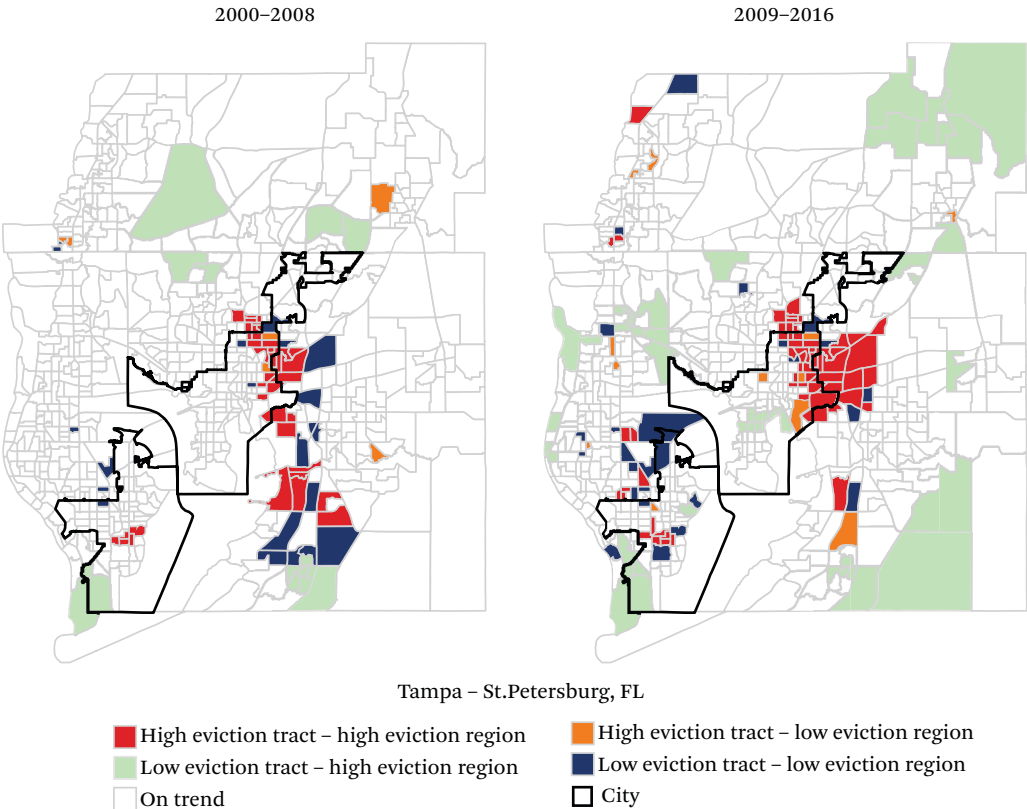 2000–2008
2009–2016
Tampa – St.Petersburg, FL
High eviction tract – high eviction region
High eviction tract – low eviction region
Low eviction tract – high eviction region
Low eviction tract – low eviction region
On trend
City